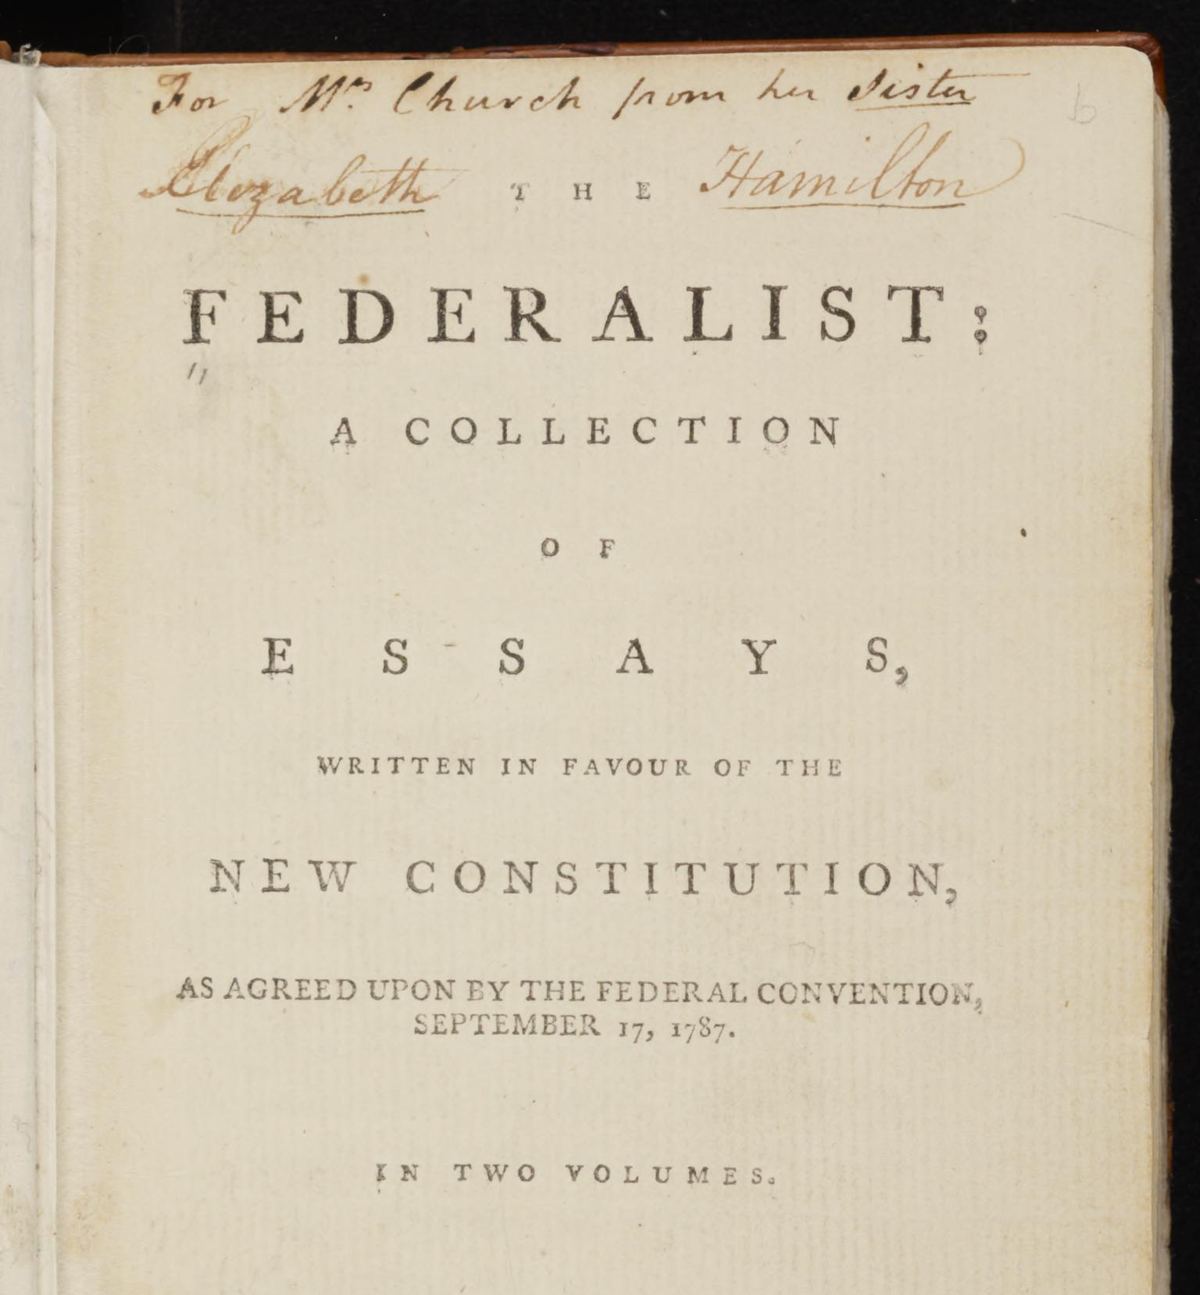 For Mrs. Church from her Sister
Elizabeth THE Hamilton
FEDERALIST:
A COLLECTION
OF
ESSAYS,
WRITTEN IN FAVOUR OF THE
NEW CONSTITUTION,
AS AGREED UPON BY THE FEDERAL CONVENTION,
SEPTEMBER 17, 1787.
IN TWO VOLUMES.